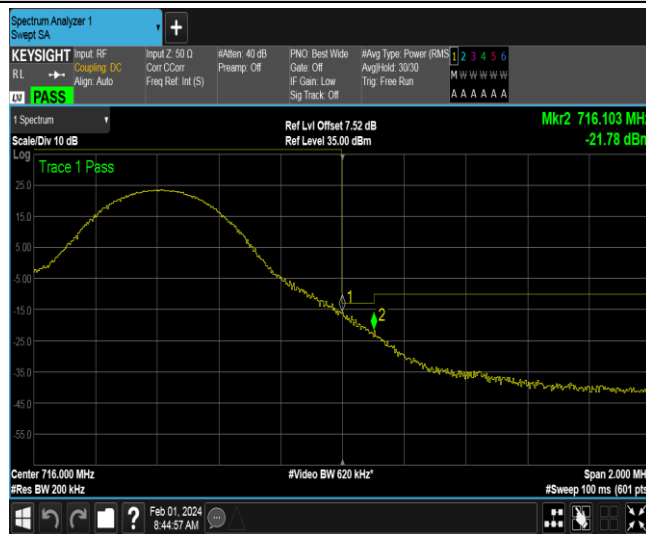 Spectrum Analyzer 1
Swept SA
+
KEYSIGHT Input: RF
RL
Coupling: DC
Align: Auto
Input Z: 50 Ω
Corr CCorr
Freq Ref: Int (S)
#Atten: 40 dB
Preamp: Off
PNO: Best Wide
Gate: Off
IF Gain: Low
Sig Track: Off
#Avg Type: Power (RMS
Avg|Hold: 30/30
Trig: Free Run
1 2 3 4 5 6
M W W W W W
A A A A A A
LXI PASS
1 Spectrum
Scale/Div 10 dB
Ref Lvl Offset 7.52 dB
Ref Level 35.00 dBm
Mkr2 716.103 MHz
-21.78 dBm
Log
Trace 1 Pass
25.0
15.0
5.00
-5.00
-15.0
-25.0
-35.0
-45.0
-55.0
1
2
Center 716.000 MHz
#Res BW 200 kHz
#Video BW 620 kHz*
Span 2.000 MH
#Sweep 100 ms (601 pts
?
Feb 01, 2024
8:44:57 AM